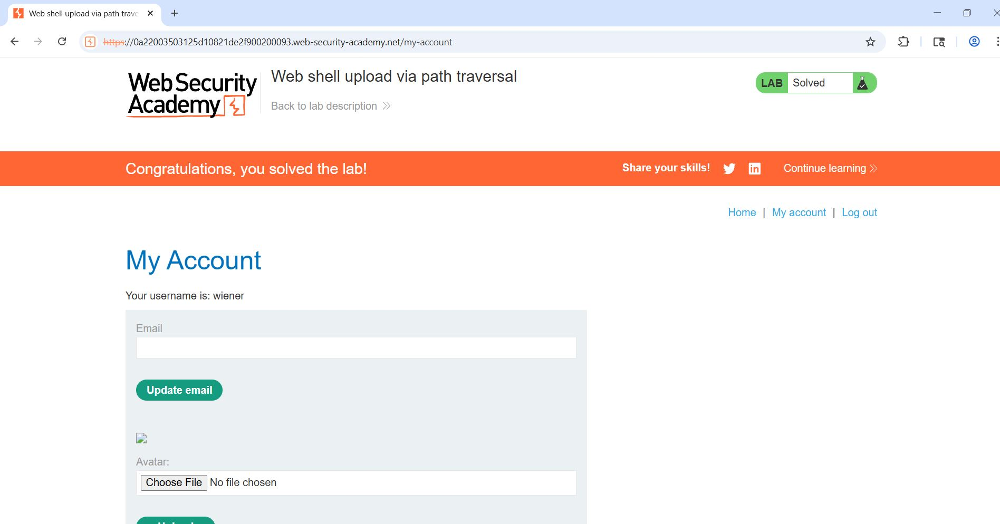 Web shell upload via path trave
https://0a22003503125d10821de2f900200093.web-security-academy.net/my-account
Web Security
Academy
Web shell upload via path traversal
Back to lab description
LAB Solved
Congratulations, you solved the lab!
Share your skills!
in
Continue learning
Home | My account | Log out
My Account
Your username is: wiener
Email
Update email
Avatar:
Choose File No file chosen